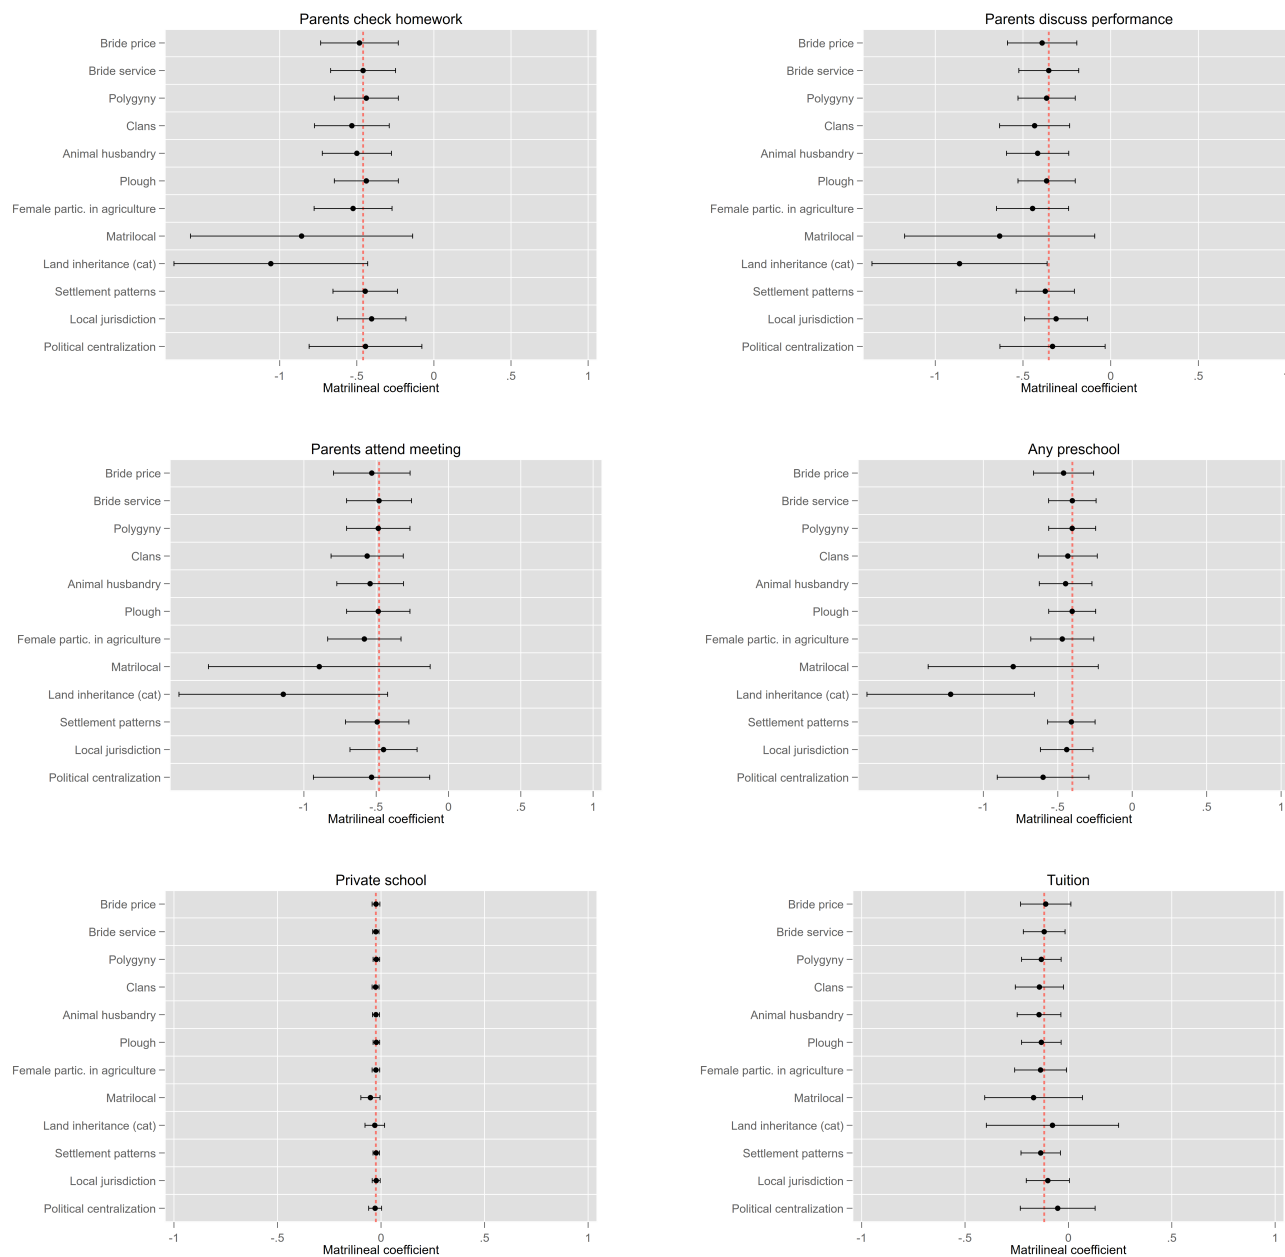 Parents check homework
Bride price
Bride service
Polygyny
Clans
Animal husbandry
Plough
Female partic. in agriculture
Matrilocal
Land inheritance (cat)
Settlement patterns
Local jurisdiction
Political centralization
-1 -.5 0 .5 1
Matrilineal coefficient
Parents discuss performance
Bride price
Bride service
Polygyny
Clans
Animal husbandry
Plough
Female partic. in agriculture
Matrilocal
Land inheritance (cat)
Settlement patterns
Local jurisdiction
Political centralization
-1 -.5 0 .5
Matrilineal coefficient
Parents attend meeting
Bride price
Bride service
Polygyny
Clans
Animal husbandry
Plough
Female partic. in agriculture
Matrilocal
Land inheritance (cat)
Settlement patterns
Local jurisdiction
Political centralization
-1 -.5 0 .5 1
Matrilineal coefficient
Any preschool
Bride price
Bride service
Polygyny
Clans
Animal husbandry
Plough
Female partic. in agriculture
Matrilocal
Land inheritance (cat)
Settlement patterns
Local jurisdiction
Political centralization
-1 -.5 0 .5 1
Matrilineal coefficient
Private school
Bride price
Bride service
Polygyny
Clans
Animal husbandry
Plough
Female partic. in agriculture
Matrilocal
Land inheritance (cat)
Settlement patterns
Local jurisdiction
Political centralization
-1 -.5 0 .5 1
Matrilineal coefficient
Tuition
Bride price
Bride service
Polygyny
Clans
Animal husbandry
Plough
Female partic. in agriculture
Matrilocal
Land inheritance (cat)
Settlement patterns
Local jurisdiction
Political centralization
-1 -.5 0 .5 1
Matrilineal coefficient